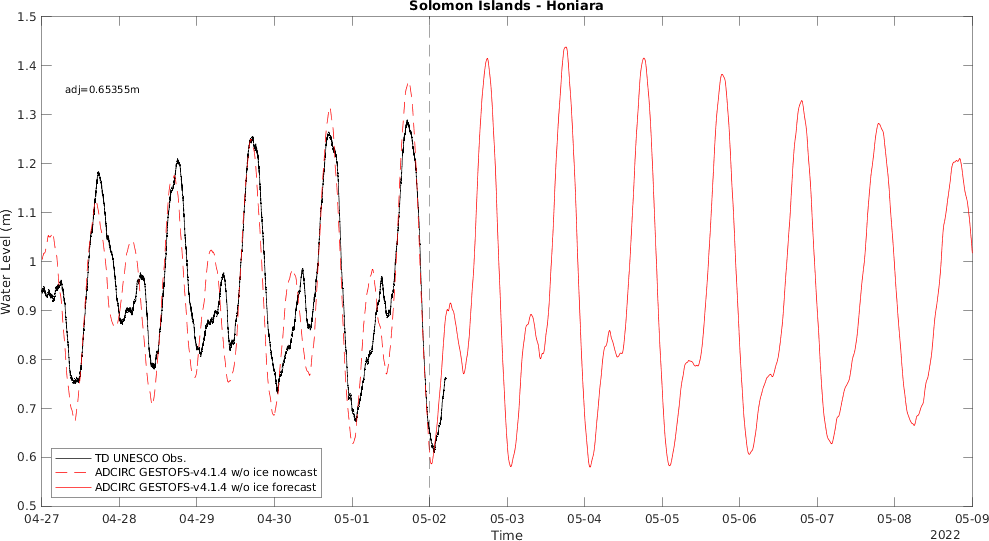 Solomon Islands - Honiara
1.5
1.4
1.3
1.2
1.1
1
0.9
0.8
0.7
0.6
0.5
Water Level (m)
adj=0.65355m
TD UNESCO Obs.
ADCIRC GESTOFS-v4.1.4 w/o ice nowcast
ADCIRC GESTOFS-v4.1.4 w/o ice forecast
04-27 04-28 04-29 04-30 05-01 05-02 05-03 05-04 05-05 05-06 05-07 05-08 05-09
Time
2022